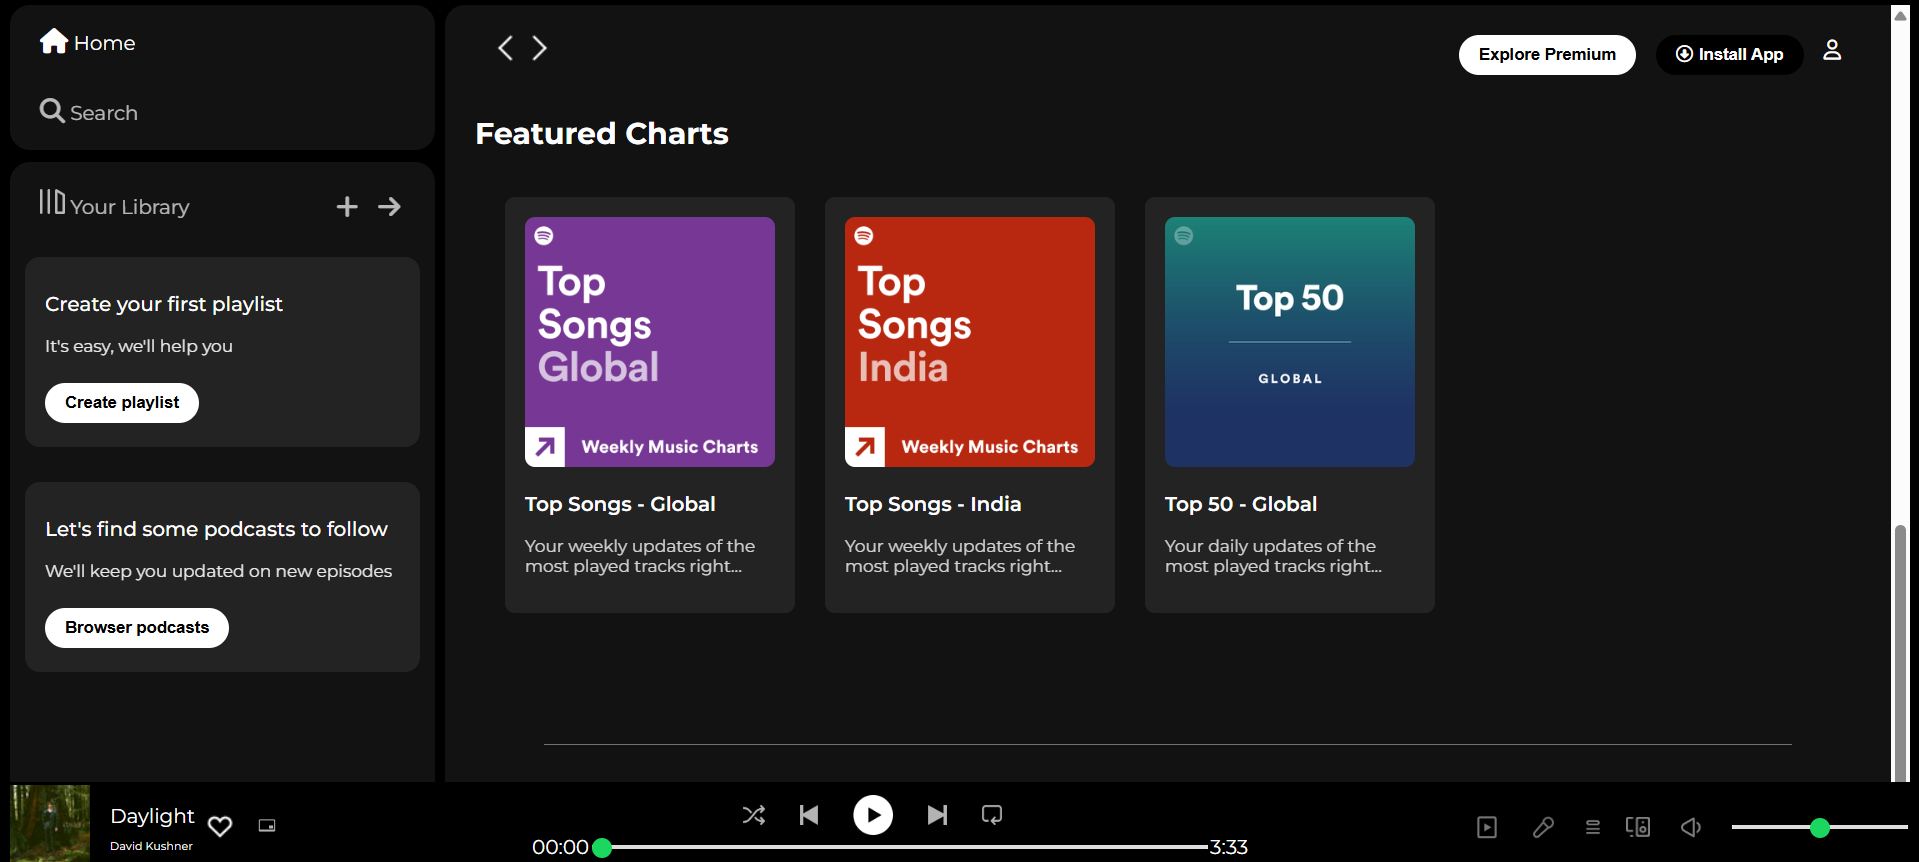 Home
Search
Your Library
Create your first playlist
It's easy, we'll help you
Create playlist
Let's find some podcasts to follow
We'll keep you updated on new episodes
Browser podcasts
Explore Premium
Install App
Featured Charts
Top
Songs
Global
Weekly Music Charts
Top Songs - Global
Your weekly updates of the
most played tracks right...
Top
Songs
India
Weekly Music Charts
Top Songs - India
Your weekly updates of the
most played tracks right...
Top 50
GLOBAL
Top 50 - Global
Your daily updates of the
most played tracks right...
Daylight
David Kushner
00:00
3:33